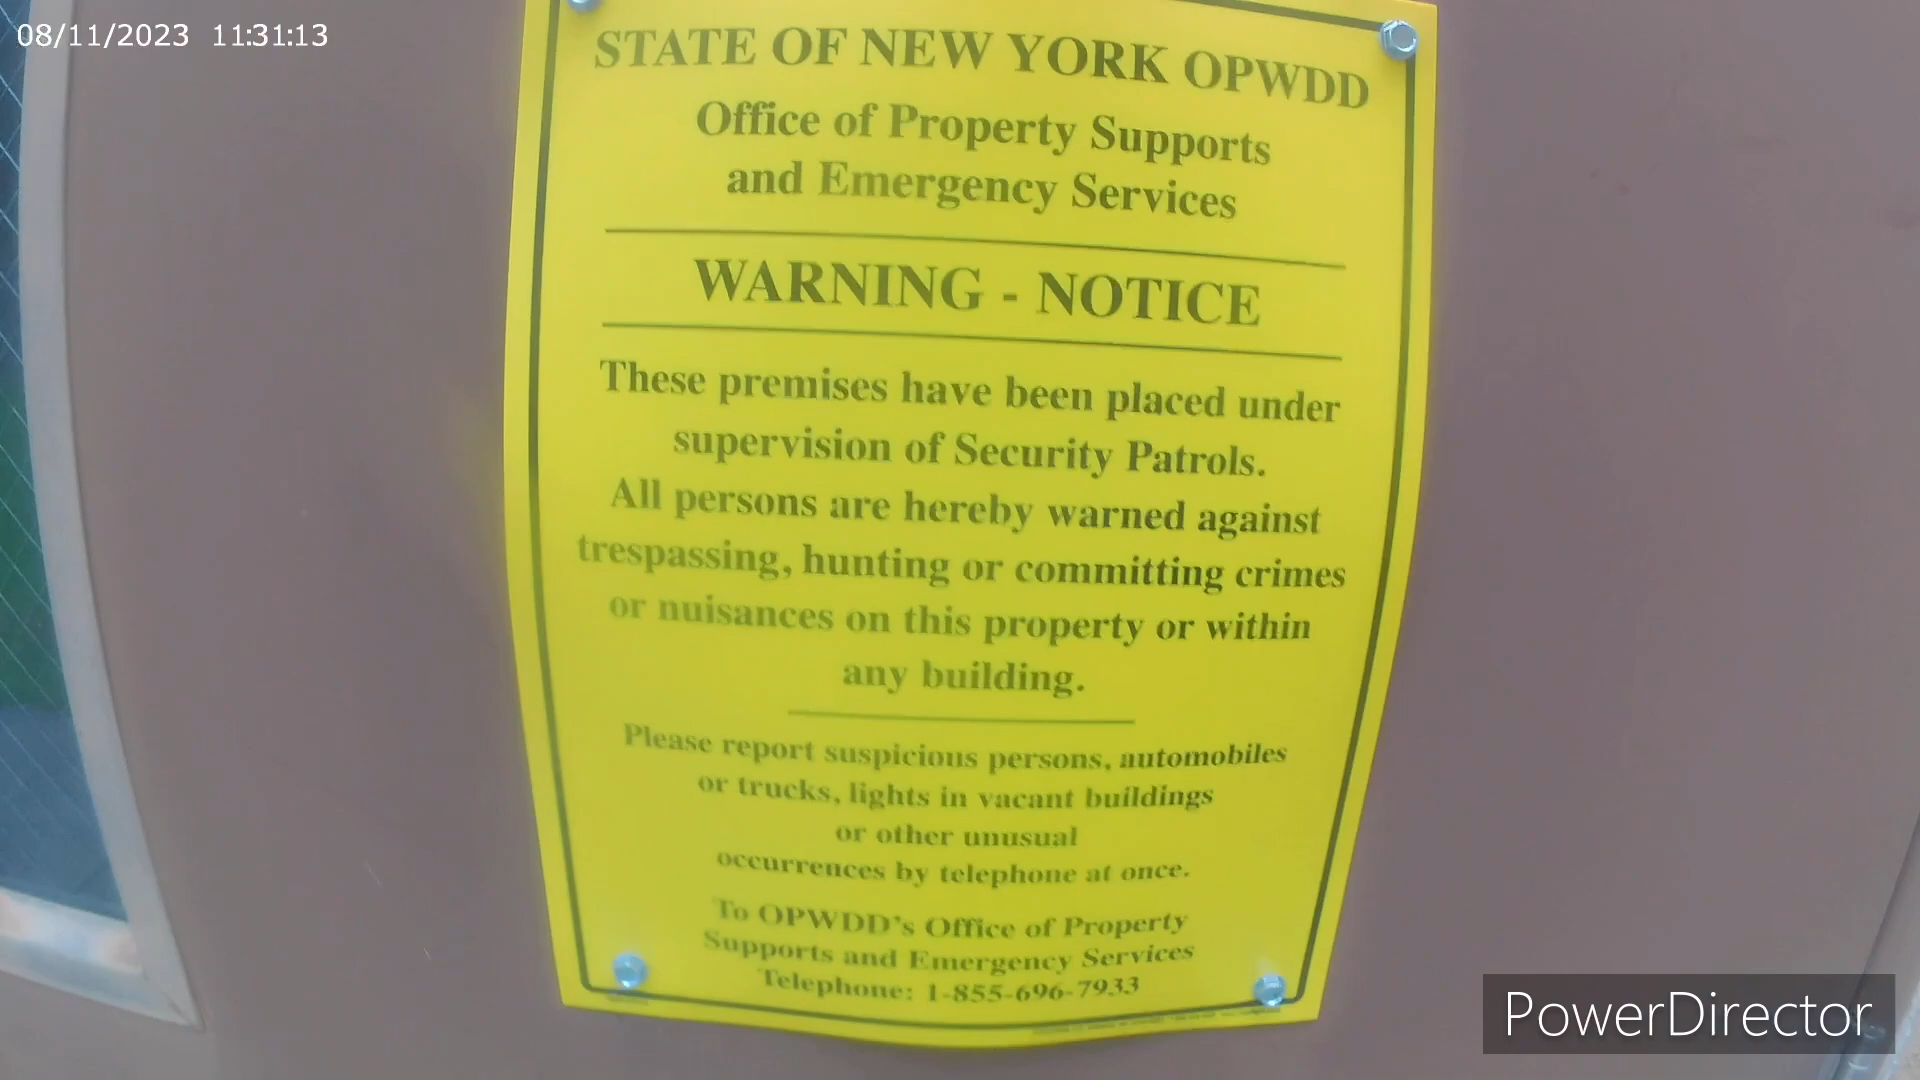 08/11/2023 11:31:13
STATE OF NEW YORK OPWDD
Office of Property Supports
and Emergency Services
WARNING - NOTICE
These premises have been placed under
supervision of Security Patrols.
All persons are hereby warned against
trespassing, hunting or committing crimes
or nuisances on this property or within
any building.
Please report suspicious persons, automobiles
or trucks, lights in vacant buildings
or other unusual
occurrences by telephone at once.
To OPWDD's Office of Property
Supports and Emergency Services
Telephone: 1-855-696-7933
PowerDirector